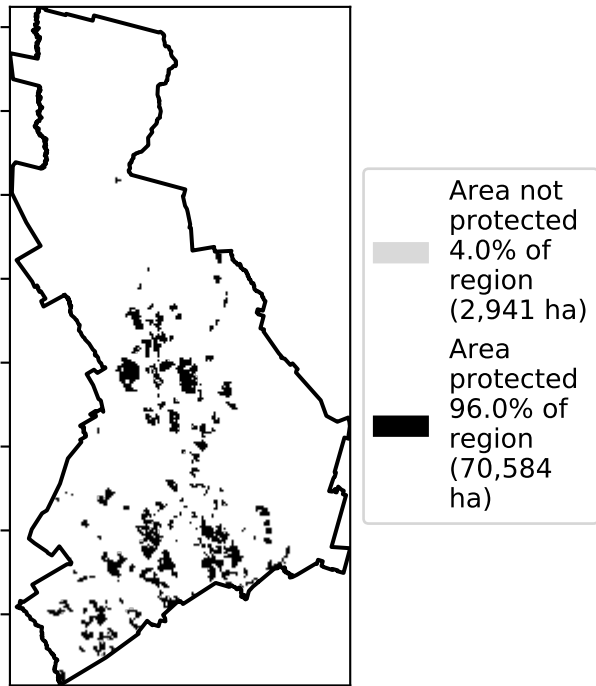 Area not
protected
4.0% of
region
(2,941 ha)
Area
protected
96.0% of
region
(70,584
ha)